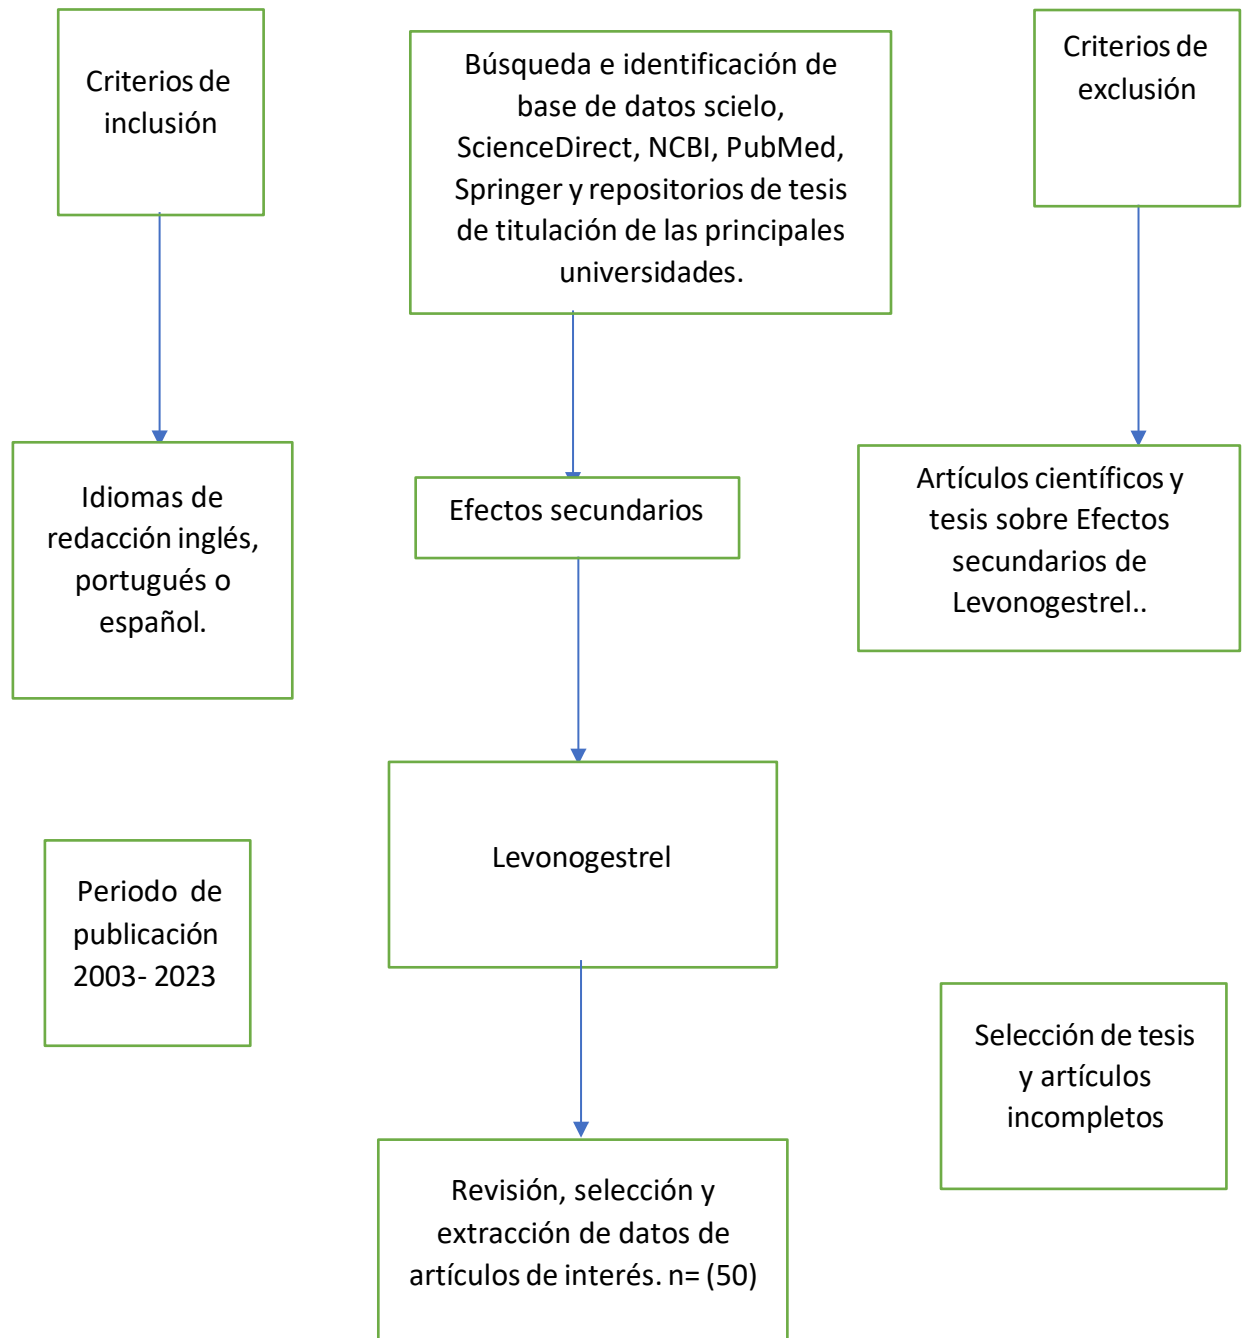 Criterios de
inclusión
Búsqueda e identificación de
base de datos scielo,
ScienceDirect, NCBI, PubMed,
Springer y repositorios de tesis
de titulación de las principales
universidades.
Criterios de
exclusión
Idiomas de
redacción inglés,
portugués o
español.
Efectos secundarios
Artículos científicos y
tesis sobre Efectos
secundarios de
Levonogestrel..
Levonogestrel
Periodo de
publicación
2003- 2023
Selección de tesis
y artículos
incompletos
Revisión, selección y
extracción de datos de
artículos de interés. n= (50)